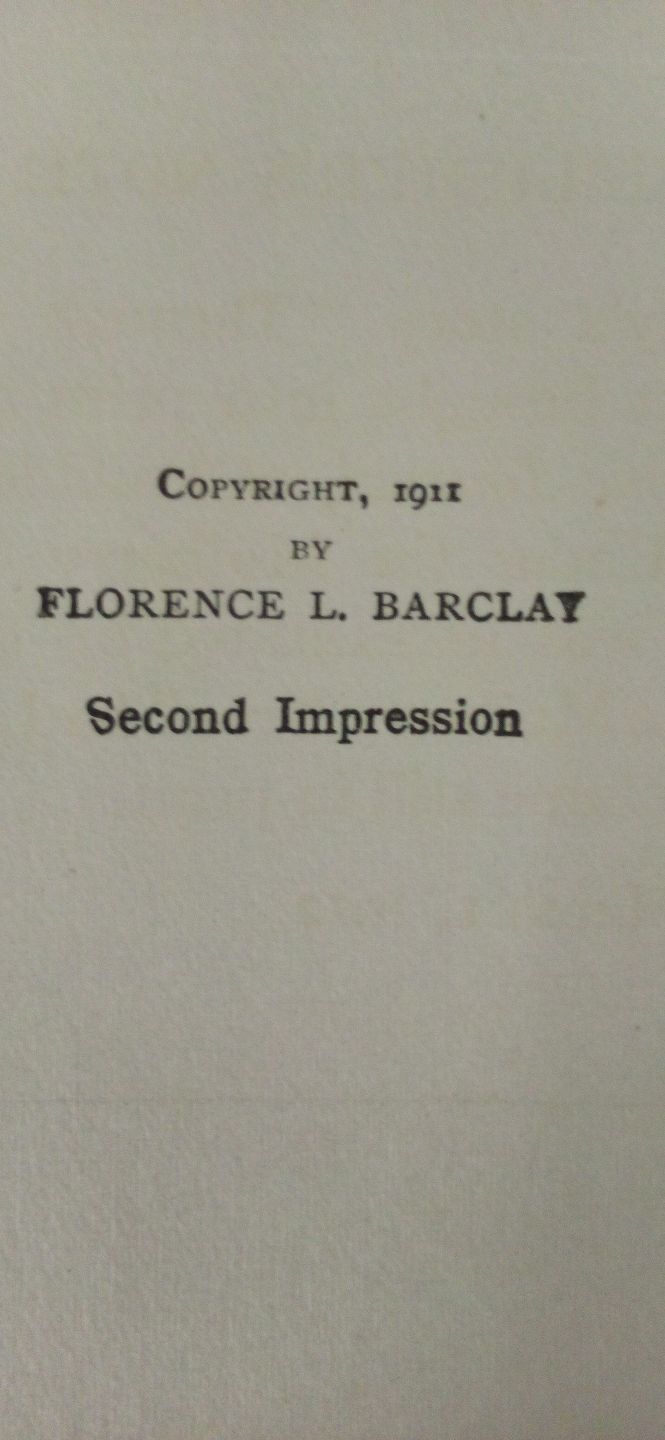 COPYRIGHT, 1911
BY
FLORENCE L. BARCLAY
Second Impression